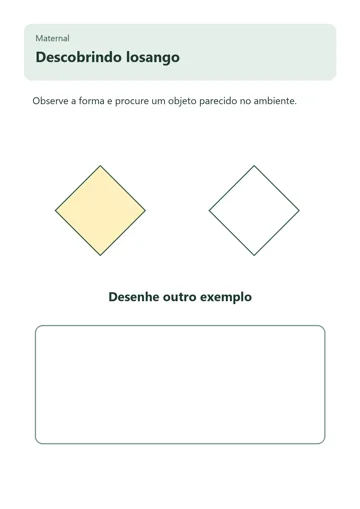 Maternal
Descobrindo losango
Observe a forma e procure um objeto parecido no ambiente.
Desenhe outro exemplo